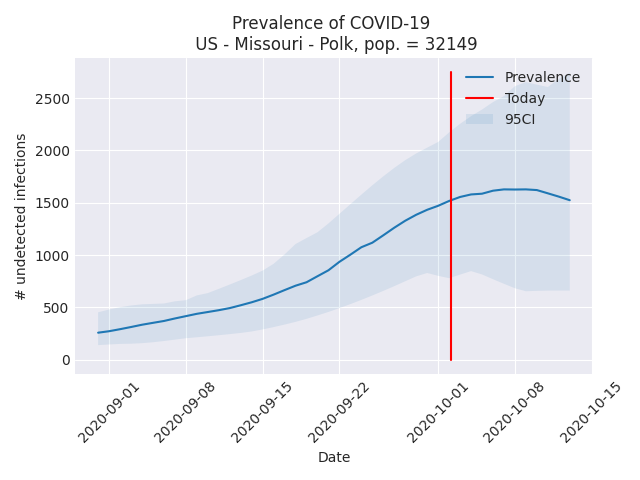 Prevalence of COVID-19
US - Missouri - Polk, pop. = 32149
Prevalence
Today
95CI
# undetected infections
2500
2000
1500
1000
500
0
2020-09-01
2020-09-08
2020-09-15
2020-09-22
2020-10-01
2020-10-08
2020-10-15
Date